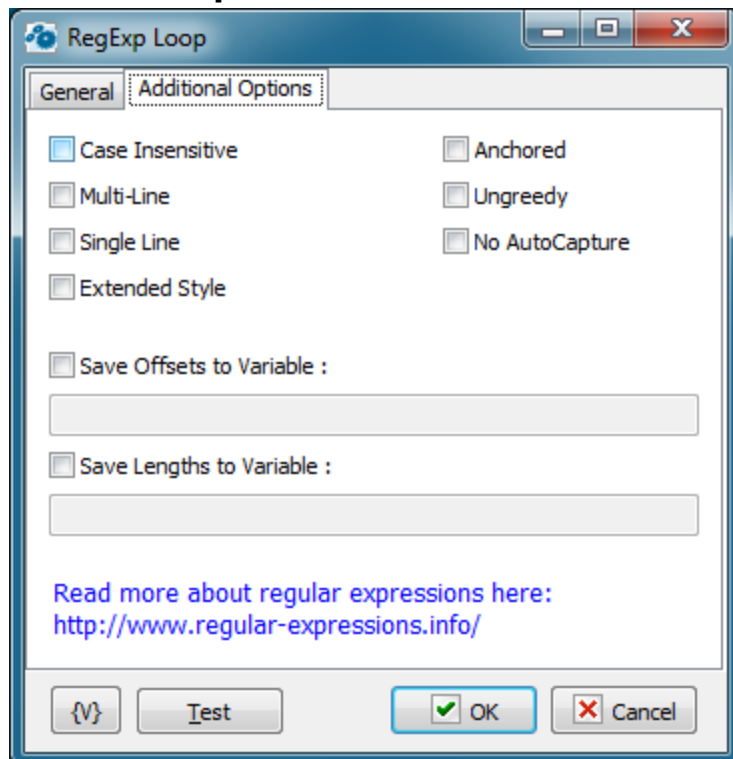 RegExp Loop
General Additional Options
Case Insensitive Anchored
Multi-Line Ungreedy
Single Line No AutoCapture
Extended Style
Save Offsets to Variable :
Save Lengths to Variable :
Read more about regular expressions here:
http://www.regular-expressions.info/
{V} Test OK Cancel